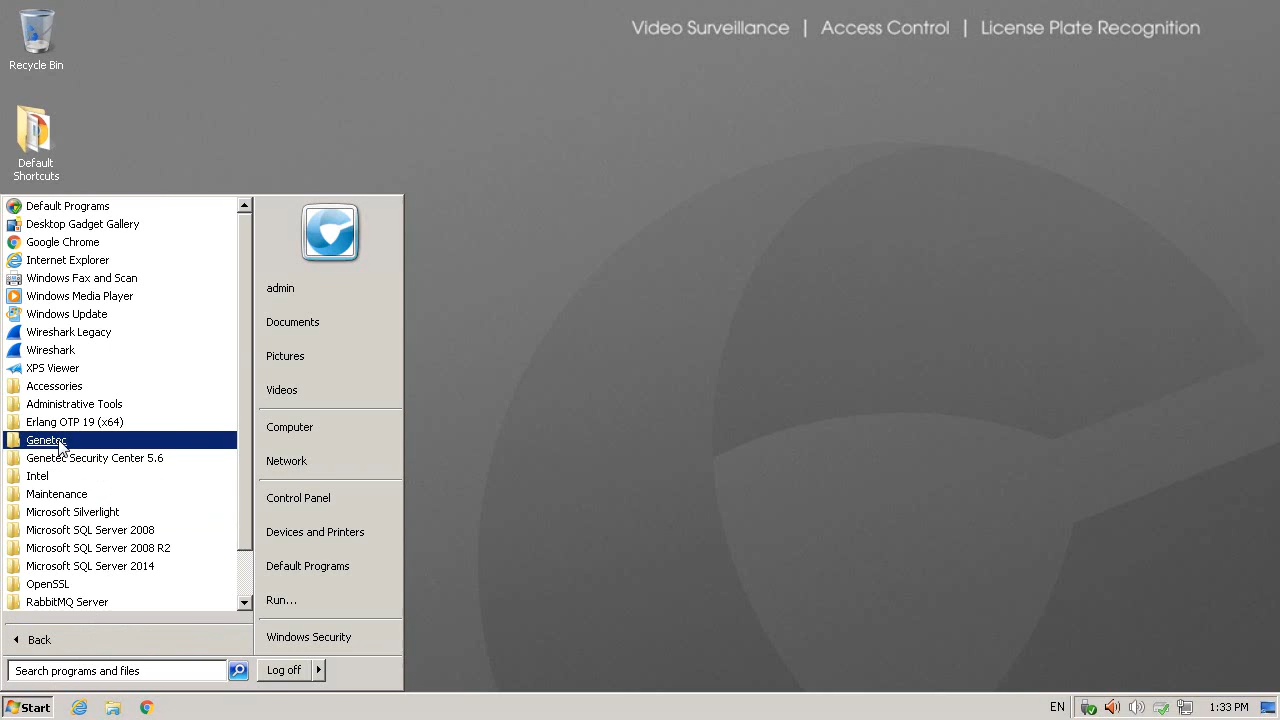 Video Surveillance | Access Control | License Plate Recognition
Recycle Bin
Default
Shortcuts
Default Programs
Desktop Gadget Gallery
Google Chrome
Internet Explorer
Windows Fax and Scan
Windows Media Player
Windows Update
Wireshark Legacy
Wireshark
XPS Viewer
Accessories
Administrative Tools
Erlang OTP 19 (x64)
Genetec
Genetec Security Center 5.6
Intel
Maintenance
Microsoft Silverlight
Microsoft SQL Server 2008
Microsoft SQL Server 2008 R2
Microsoft SQL Server 2014
OpenSSL
RabbitMQ Server
Back
Search programs and files
admin
Documents
Pictures
Videos
Computer
Network
Control Panel
Devices and Printers
Default Programs
Run...
Windows Security
Log off
Start
EN
1:33 PM